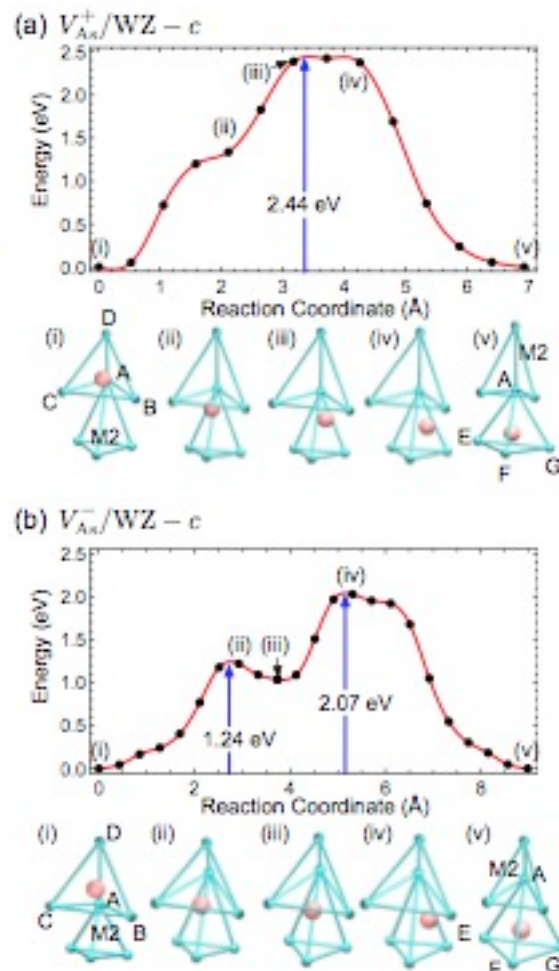 (a) V⁺_As/WZ − c
2.5
2.0
1.5
1.0
0.5
0.0
Energy (eV)
(i)
(ii)
(iii)
(iv)
(v)
2.44 eV
0 1 2 3 4 5 6 7
Reaction Coordinate (Å)
(i) (ii) (iii) (iv) (v)
D
A
C
B
M2
E
M2
A
F
G
(b) V⁻_As/WZ − c
2.5
2.0
1.5
1.0
0.5
0.0
Energy (eV)
(i)
(ii)
(iii)
(iv)
(v)
1.24 eV
2.07 eV
0 2 4 6 8
Reaction Coordinate (Å)
(i) (ii) (iii) (iv) (v)
D
A
C
B
M2
E
M2
A
F
G